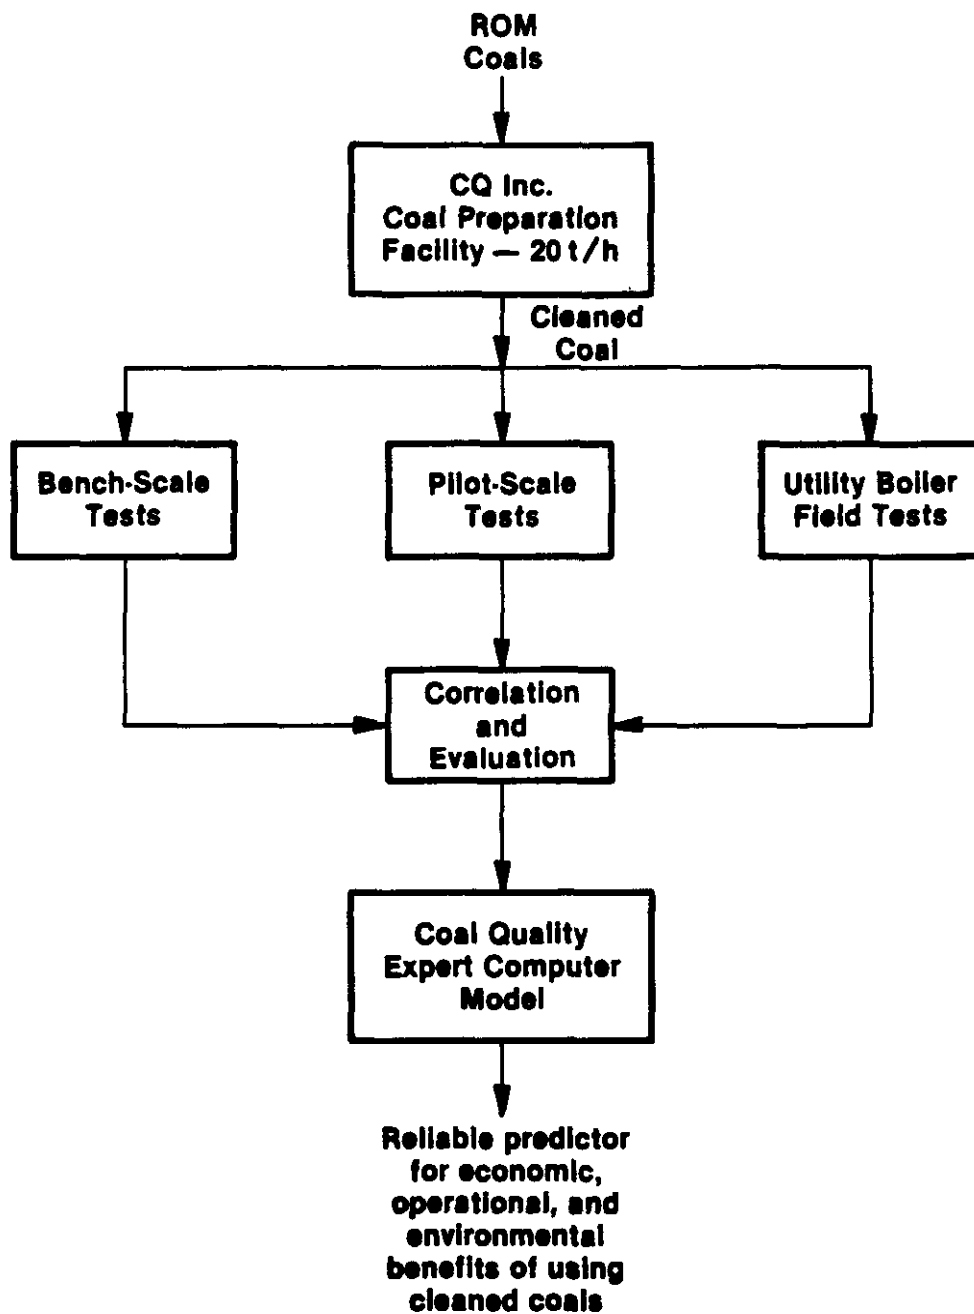 ROM
Coals
CQ Inc.
Coal Preparation
Facility — 20 t/h
Cleaned
Coal
Bench-Scale
Tests
Pilot-Scale
Tests
Utility Boiler
Field Tests
Correlation
and
Evaluation
Coal Quality
Expert Computer
Model
Reliable predictor
for economic,
operational, and
environmental
benefits of using
cleaned coals